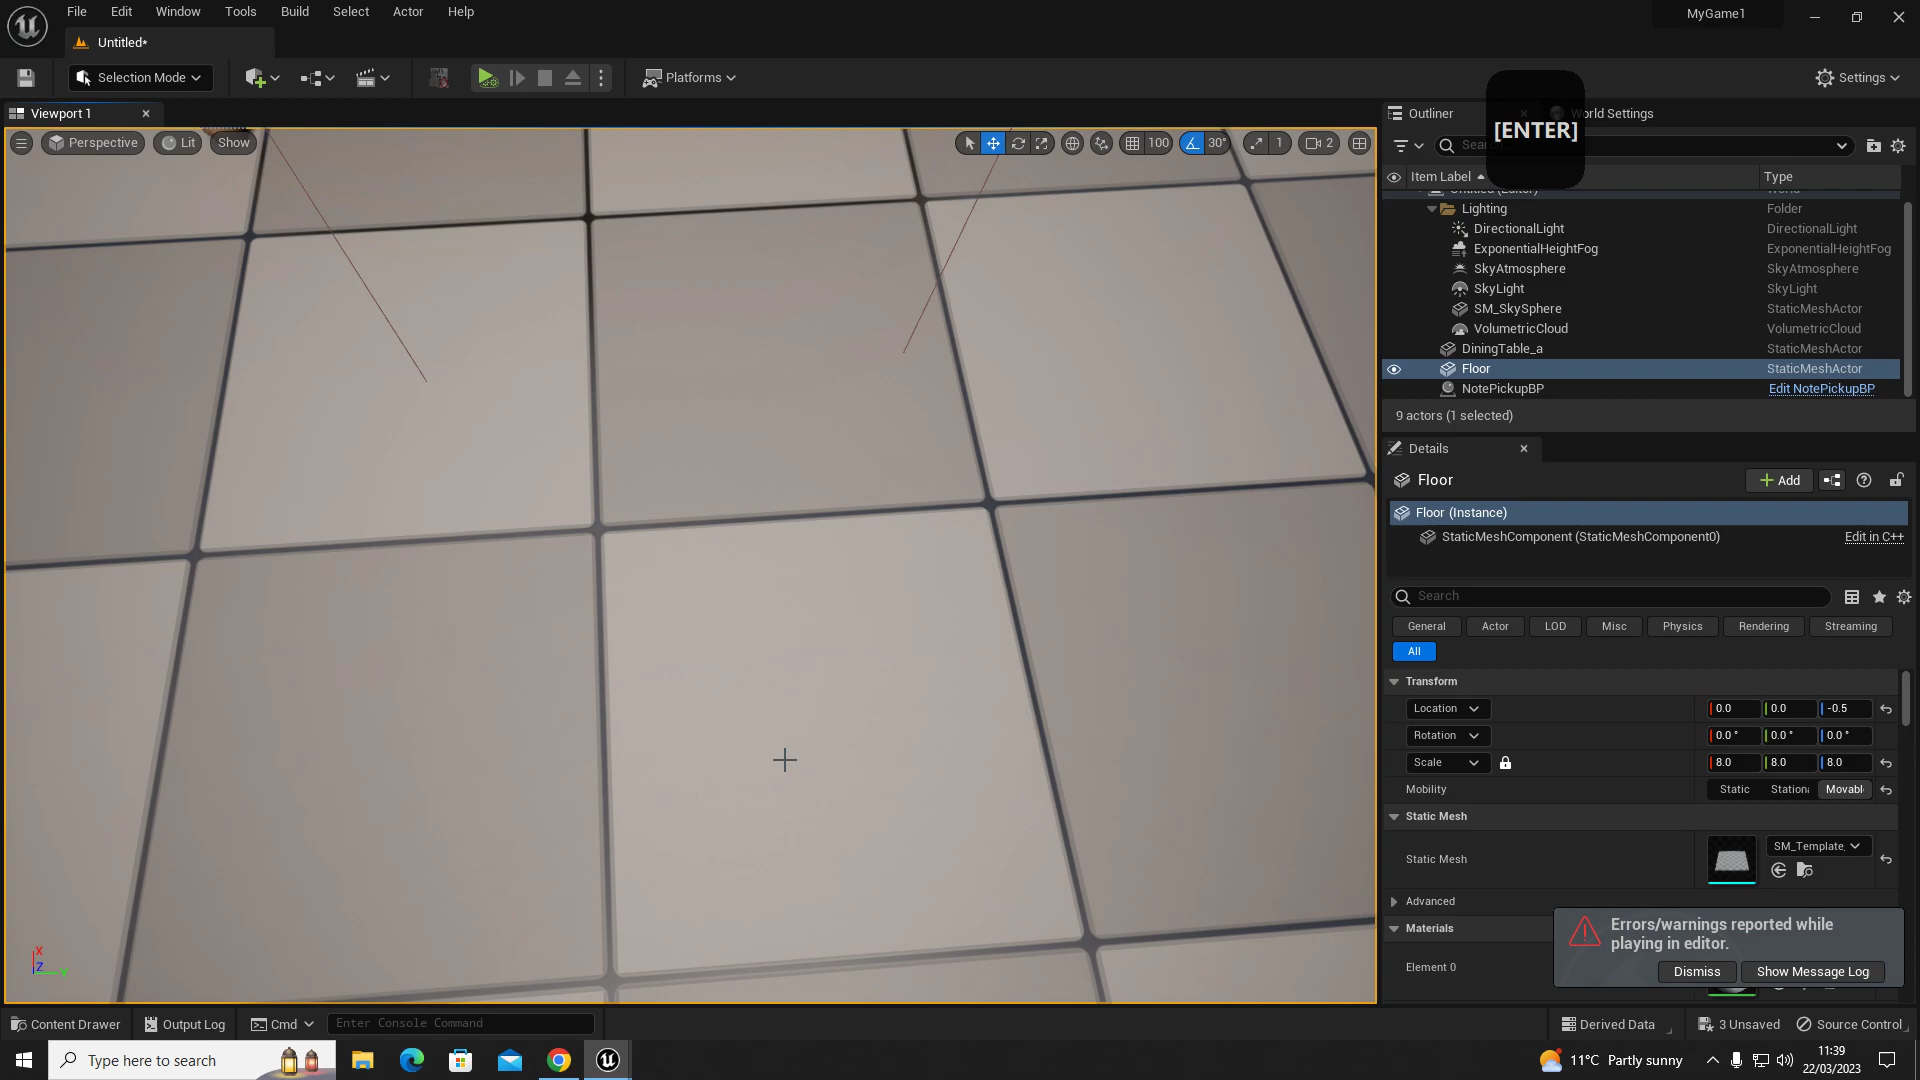 File Edit Window Tools Build Select Actor Help
MyGame1
Untitled*
Selection Mode
Platforms
Settings
Viewport 1
Outliner
World Settings
[ENTER]
Perspective
Lit
Show
100
30°
1
2
Item Label
Type
Lighting Folder
DirectionalLight DirectionalLight
ExponentialHeightFog ExponentialHeightFog
SkyAtmosphere SkyAtmosphere
SkyLight SkyLight
SM_SkySphere StaticMeshActor
VolumetricCloud VolumetricCloud
DiningTable_a StaticMeshActor
Floor StaticMeshActor
NotePickupBP Edit NotePickupBP
9 actors (1 selected)
Details
Floor
Add
Floor (Instance)
StaticMeshComponent (StaticMeshComponent0) Edit in C++
Search
General Actor LOD Misc Physics Rendering Streaming
All
Transform
Location 0.0 0.0 -0.5
Rotation 0.0 ° 0.0 ° 0.0 °
Scale 8.0 8.0 8.0
Mobility Static Station Movabl
Static Mesh
Static Mesh SM_Template_
Advanced
Materials
Element 0
Errors/warnings reported while
playing in editor.
Dismiss Show Message Log
X
Z
Y
Content Drawer Output Log Cmd Enter Console Command
Derived Data 3 Unsaved Source Control
Type here to search
11°C Partly sunny
11:39
22/03/2023